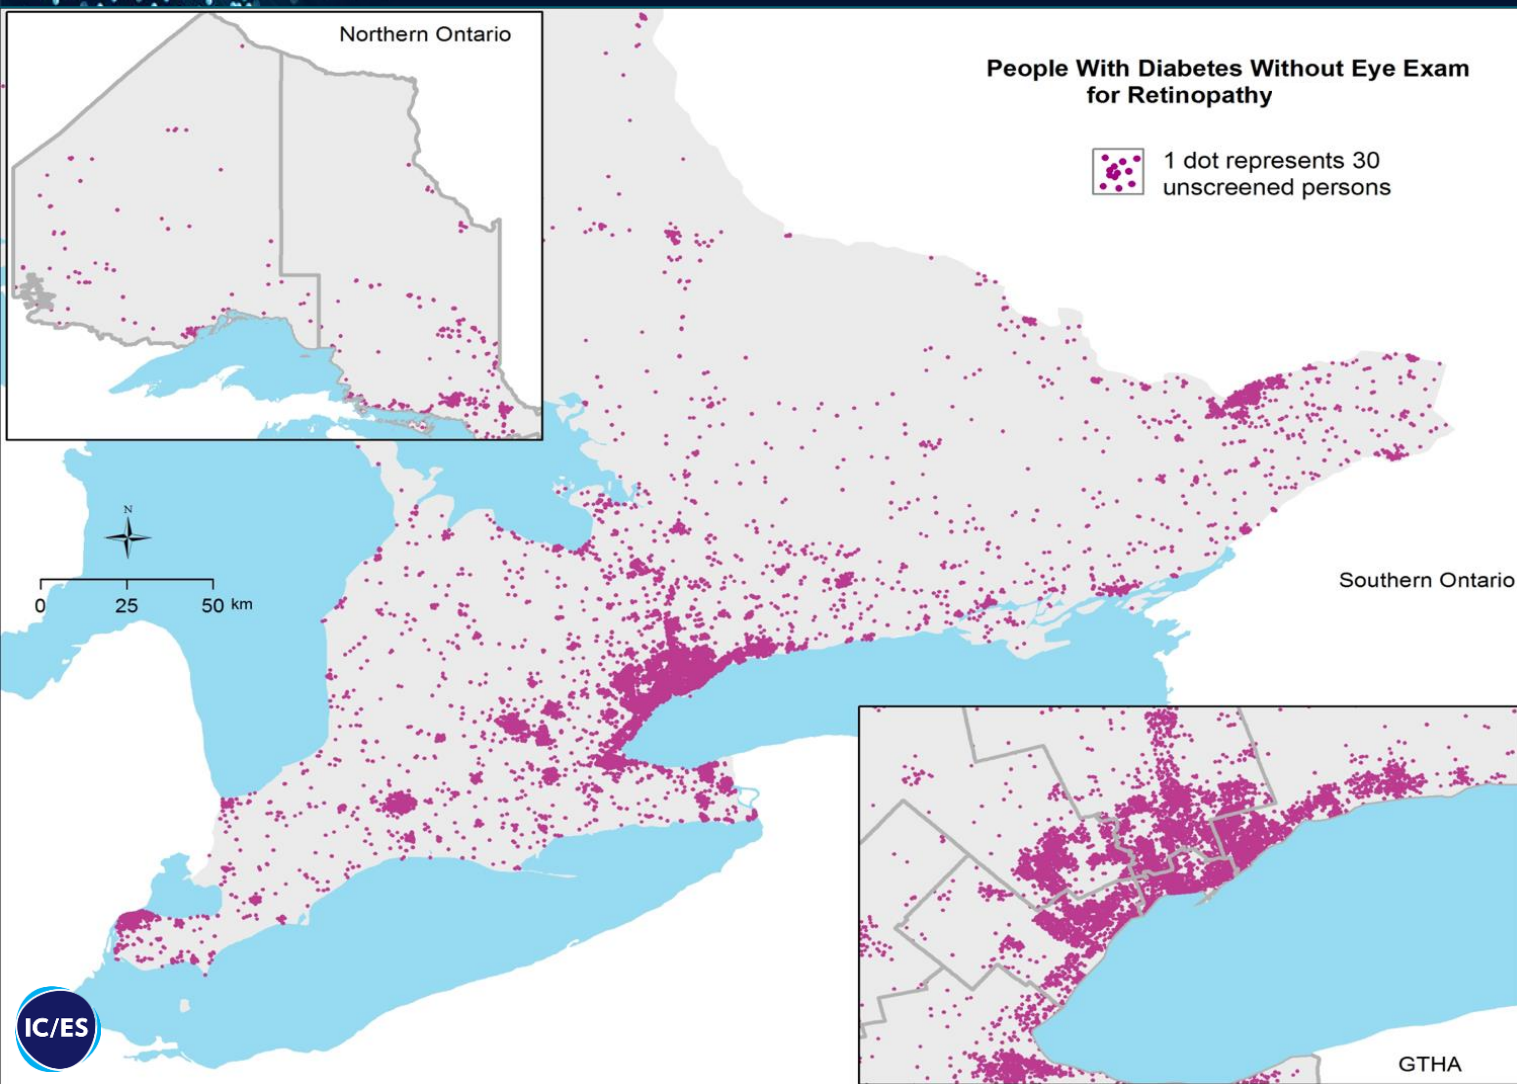 Northern Ontario
People With Diabetes Without Eye Exam
for Retinopathy
1 dot represents 30
unscreened persons
N
0 25 50 km
Southern Ontario
IC/ES
GTHA